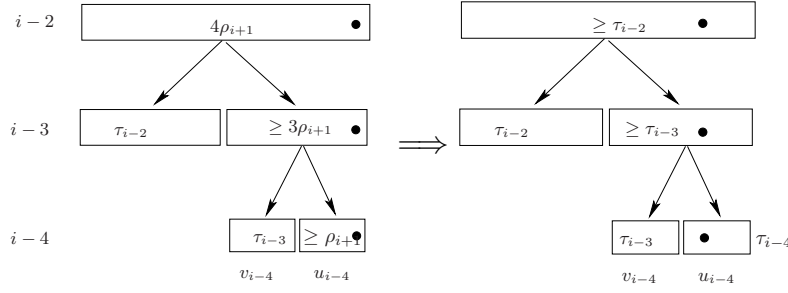 i − 2 4ρ_{i+1} ≥ τ_{i−2}
i − 3 τ_{i−2} ≥ 3ρ_{i+1} ⟹ τ_{i−2} ≥ τ_{i−3}
i − 4 τ_{i−3} ≥ ρ_{i+1} τ_{i−3} τ_{i−4}
v_{i−4} u_{i−4} v_{i−4} u_{i−4}